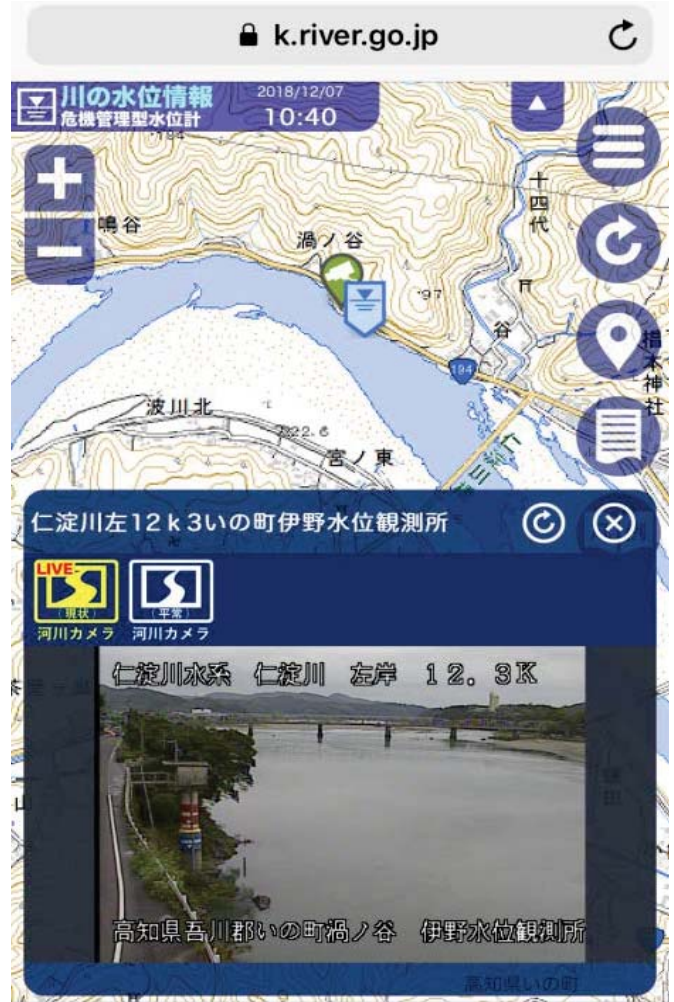 k.river.go.jp
川の水位情報
危機管理型水位計
2018/12/07
10:40
194
鳴谷
渦ノ谷
十四代
97
谷
194
椙本神社
波川北
22.6
宮ノ東
仁淀川左12k3いの町伊野水位観測所
LIVE
(現状)
河川カメラ
(平常)
河川カメラ
仁淀川水系 仁淀川 左岸 12.3K
高知県吾川郡いの町渦ノ谷 伊野水位観測所
高知県いの町